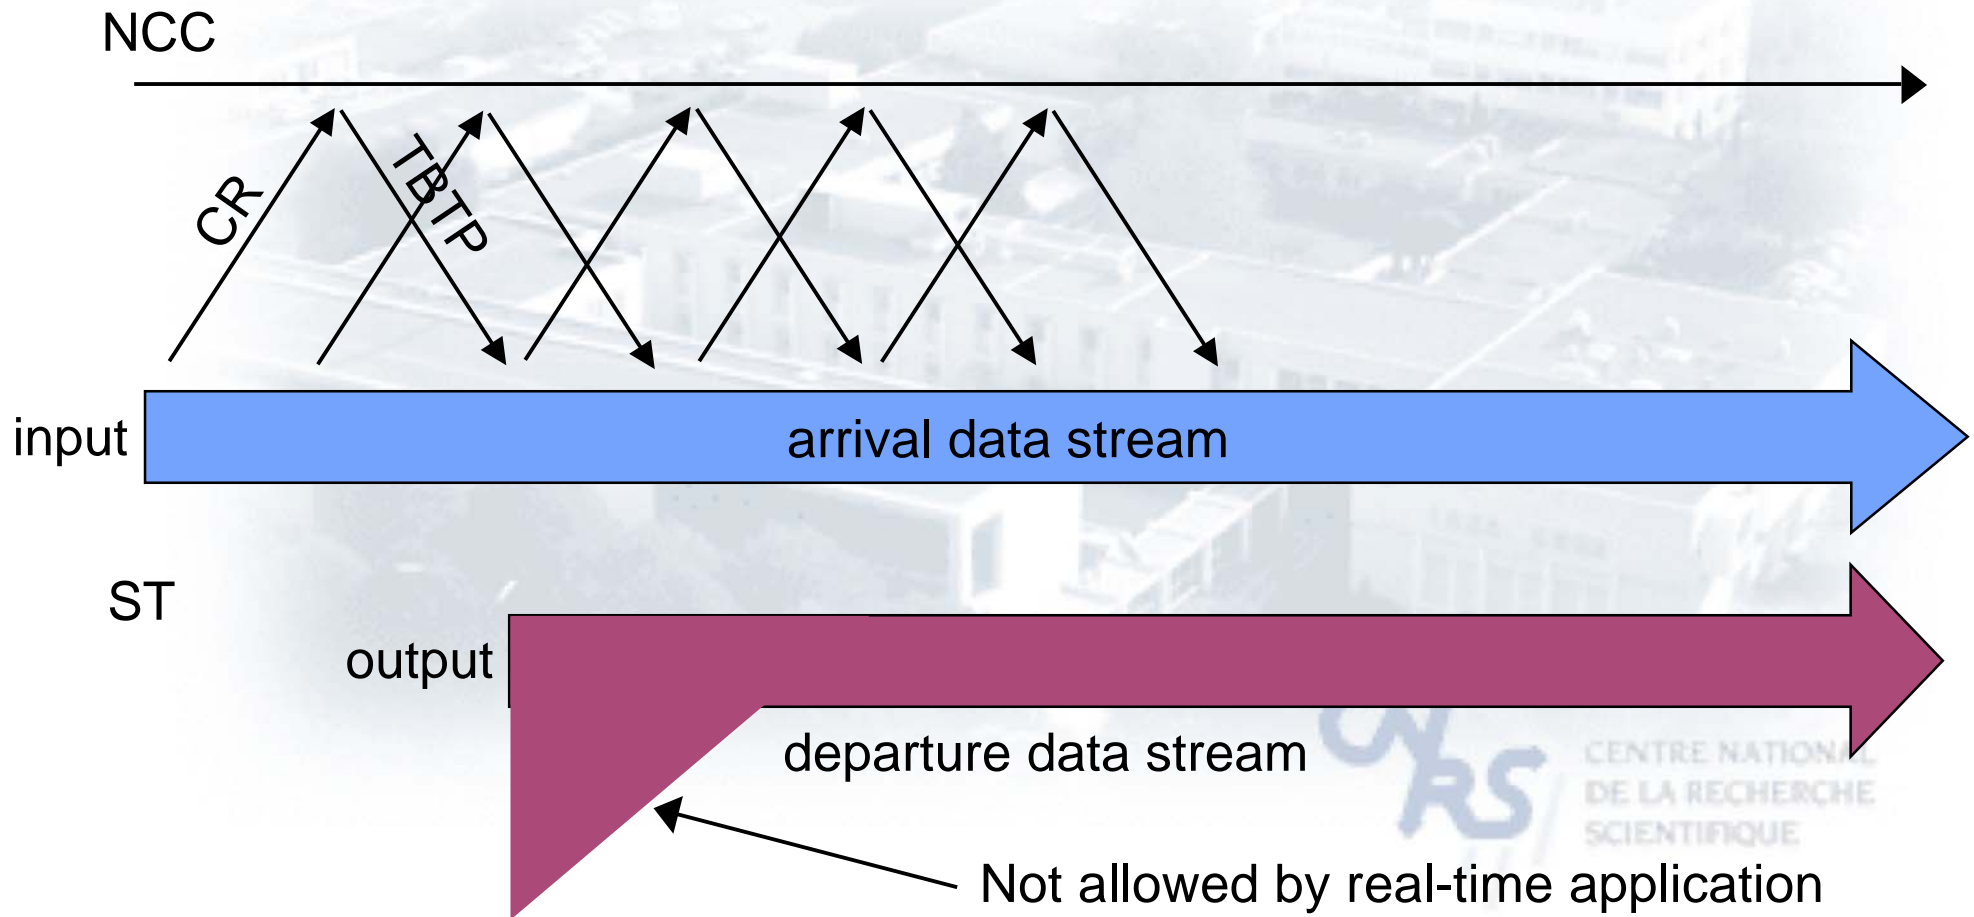 NCC
CR
TBTP
input
arrival data stream
ST
output
departure data stream
CNRS
CENTRE NATIONAL
DE LA RECHERCHE
SCIENTIFIQUE
Not allowed by real-time application